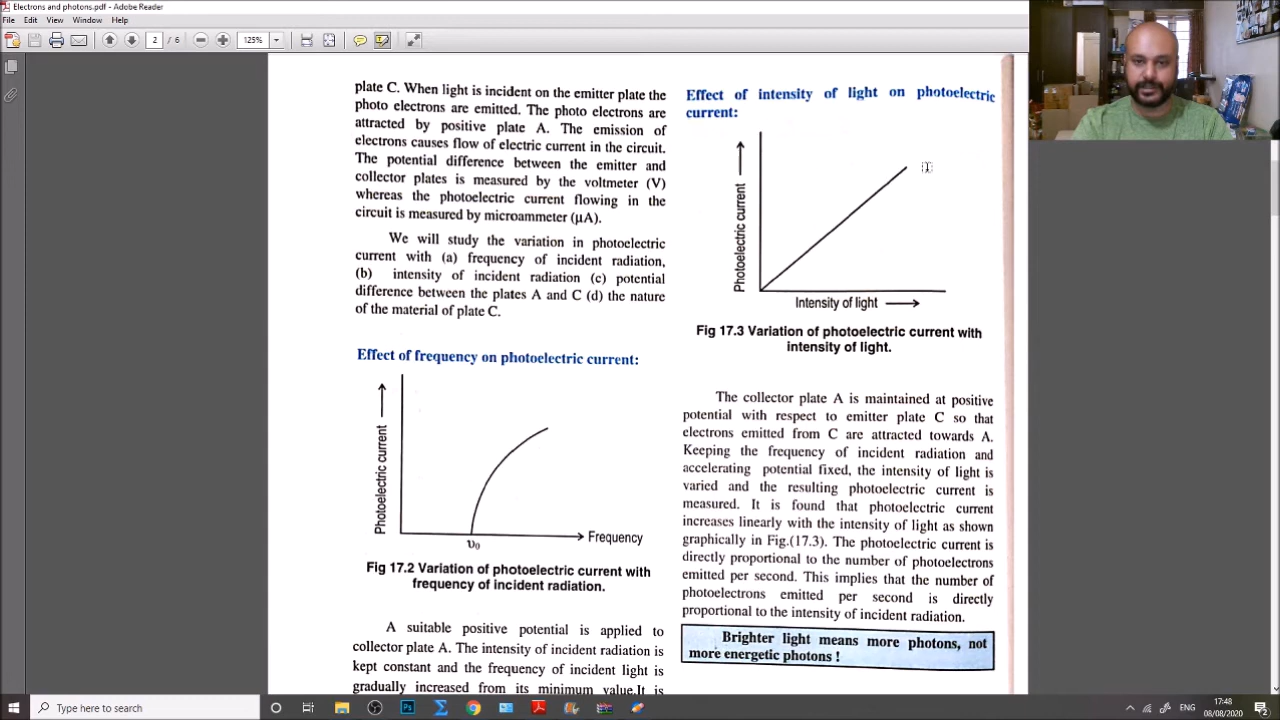 Electrons and photons.pdf - Adobe Reader
File Edit View Window Help
2 / 6 125%
plate C. When light is incident on the emitter plate the
photo electrons are emitted. The photo electrons are
attracted by positive plate A. The emission of
electrons causes flow of electric current in the circuit.
The potential difference between the emitter and
collector plates is measured by the voltmeter (V)
whereas the photoelectric current flowing in the
circuit is measured by microammeter (μA).
We will study the variation in photoelectric
current with (a) frequency of incident radiation,
(b) intensity of incident radiation (c) potential
difference between the plates A and C (d) the nature
of the material of plate C.
Effect of frequency on photoelectric current:
Photoelectric current
Frequency
υ₀
Fig 17.2 Variation of photoelectric current with
frequency of incident radiation.
A suitable positive potential is applied to
collector plate A. The intensity of incident radiation is
kept constant and the frequency of incident light is
gradually increased from its minimum value.It is
Effect of intensity of light on photoelectric
current:
Photoelectric current
Intensity of light
Fig 17.3 Variation of photoelectric current with
intensity of light.
The collector plate A is maintained at positive
potential with respect to emitter plate C so that
electrons emitted from C are attracted towards A.
Keeping the frequency of incident radiation and
accelerating potential fixed, the intensity of light is
varied and the resulting photoelectric current is
measured. It is found that photoelectric current
increases linearly with the intensity of light as shown
graphically in Fig.(17.3). The photoelectric current is
directly proportional to the number of photoelectrons
emitted per second. This implies that the number of
photoelectrons emitted per second is directly
proportional to the intensity of incident radiation.
Brighter light means more photons, not
more energetic photons !
Type here to search
ENG
17:48
08/08/2020